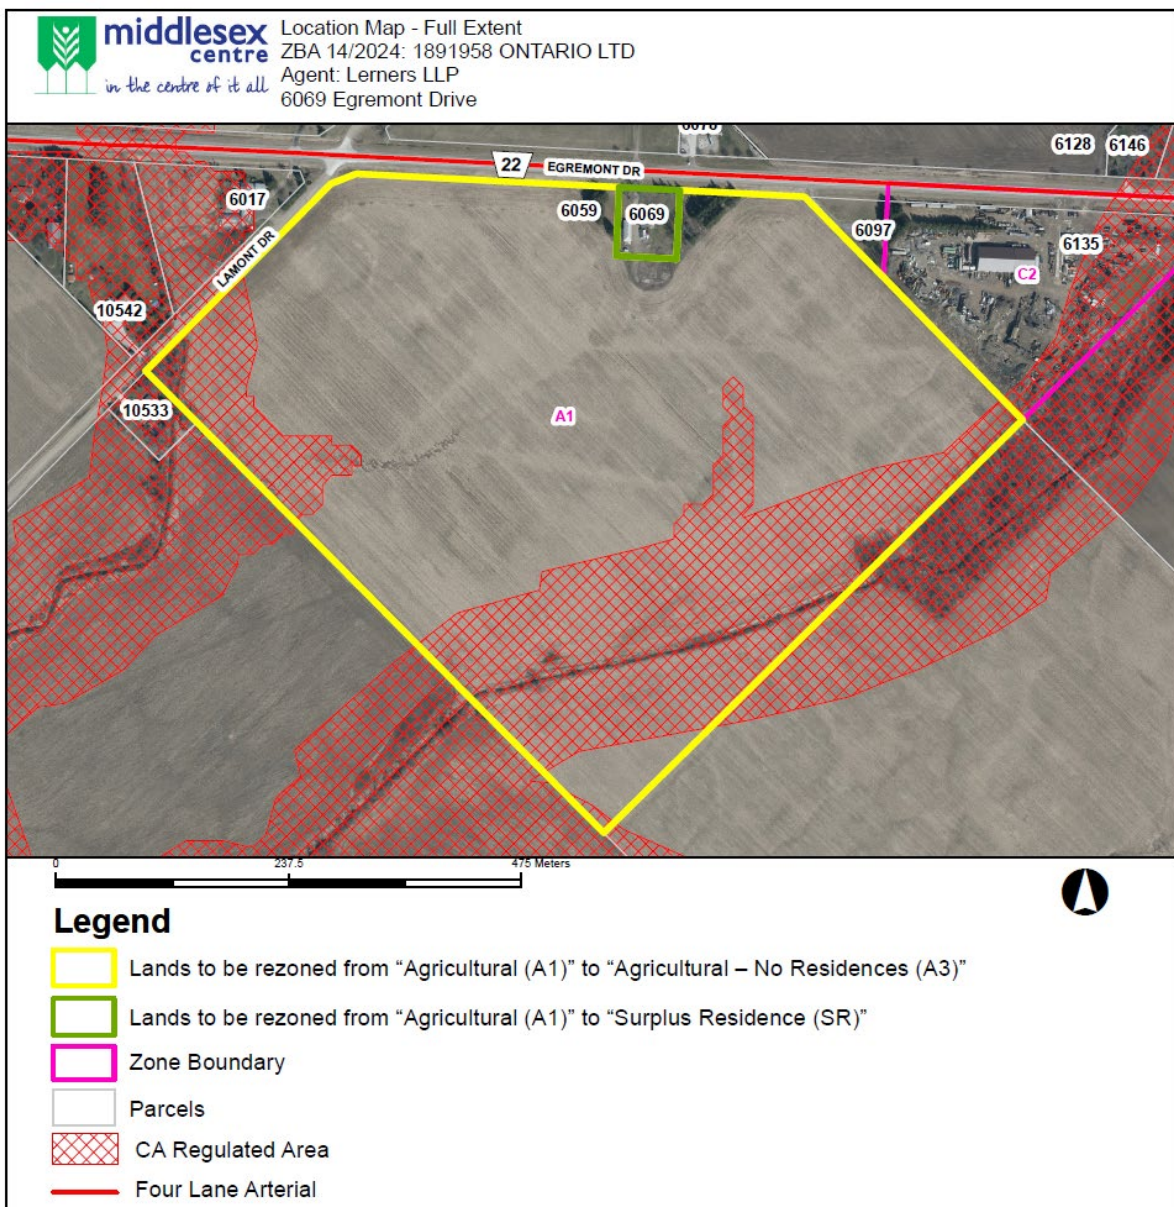 middlesex
centre
in the centre of it all
Location Map - Full Extent
ZBA 14/2024: 1891958 ONTARIO LTD
Agent: Lerners LLP
6069 Egremont Drive
6128
6146
22
EGREMONT DR
6017
6059
6069
6097
6135
LAMONT DR
C2
10542
10533
A1
0
237.5
475 Meters
Legend
Lands to be rezoned from “Agricultural (A1)” to “Agricultural – No Residences (A3)”
Lands to be rezoned from “Agricultural (A1)” to “Surplus Residence (SR)”
Zone Boundary
Parcels
CA Regulated Area
Four Lane Arterial